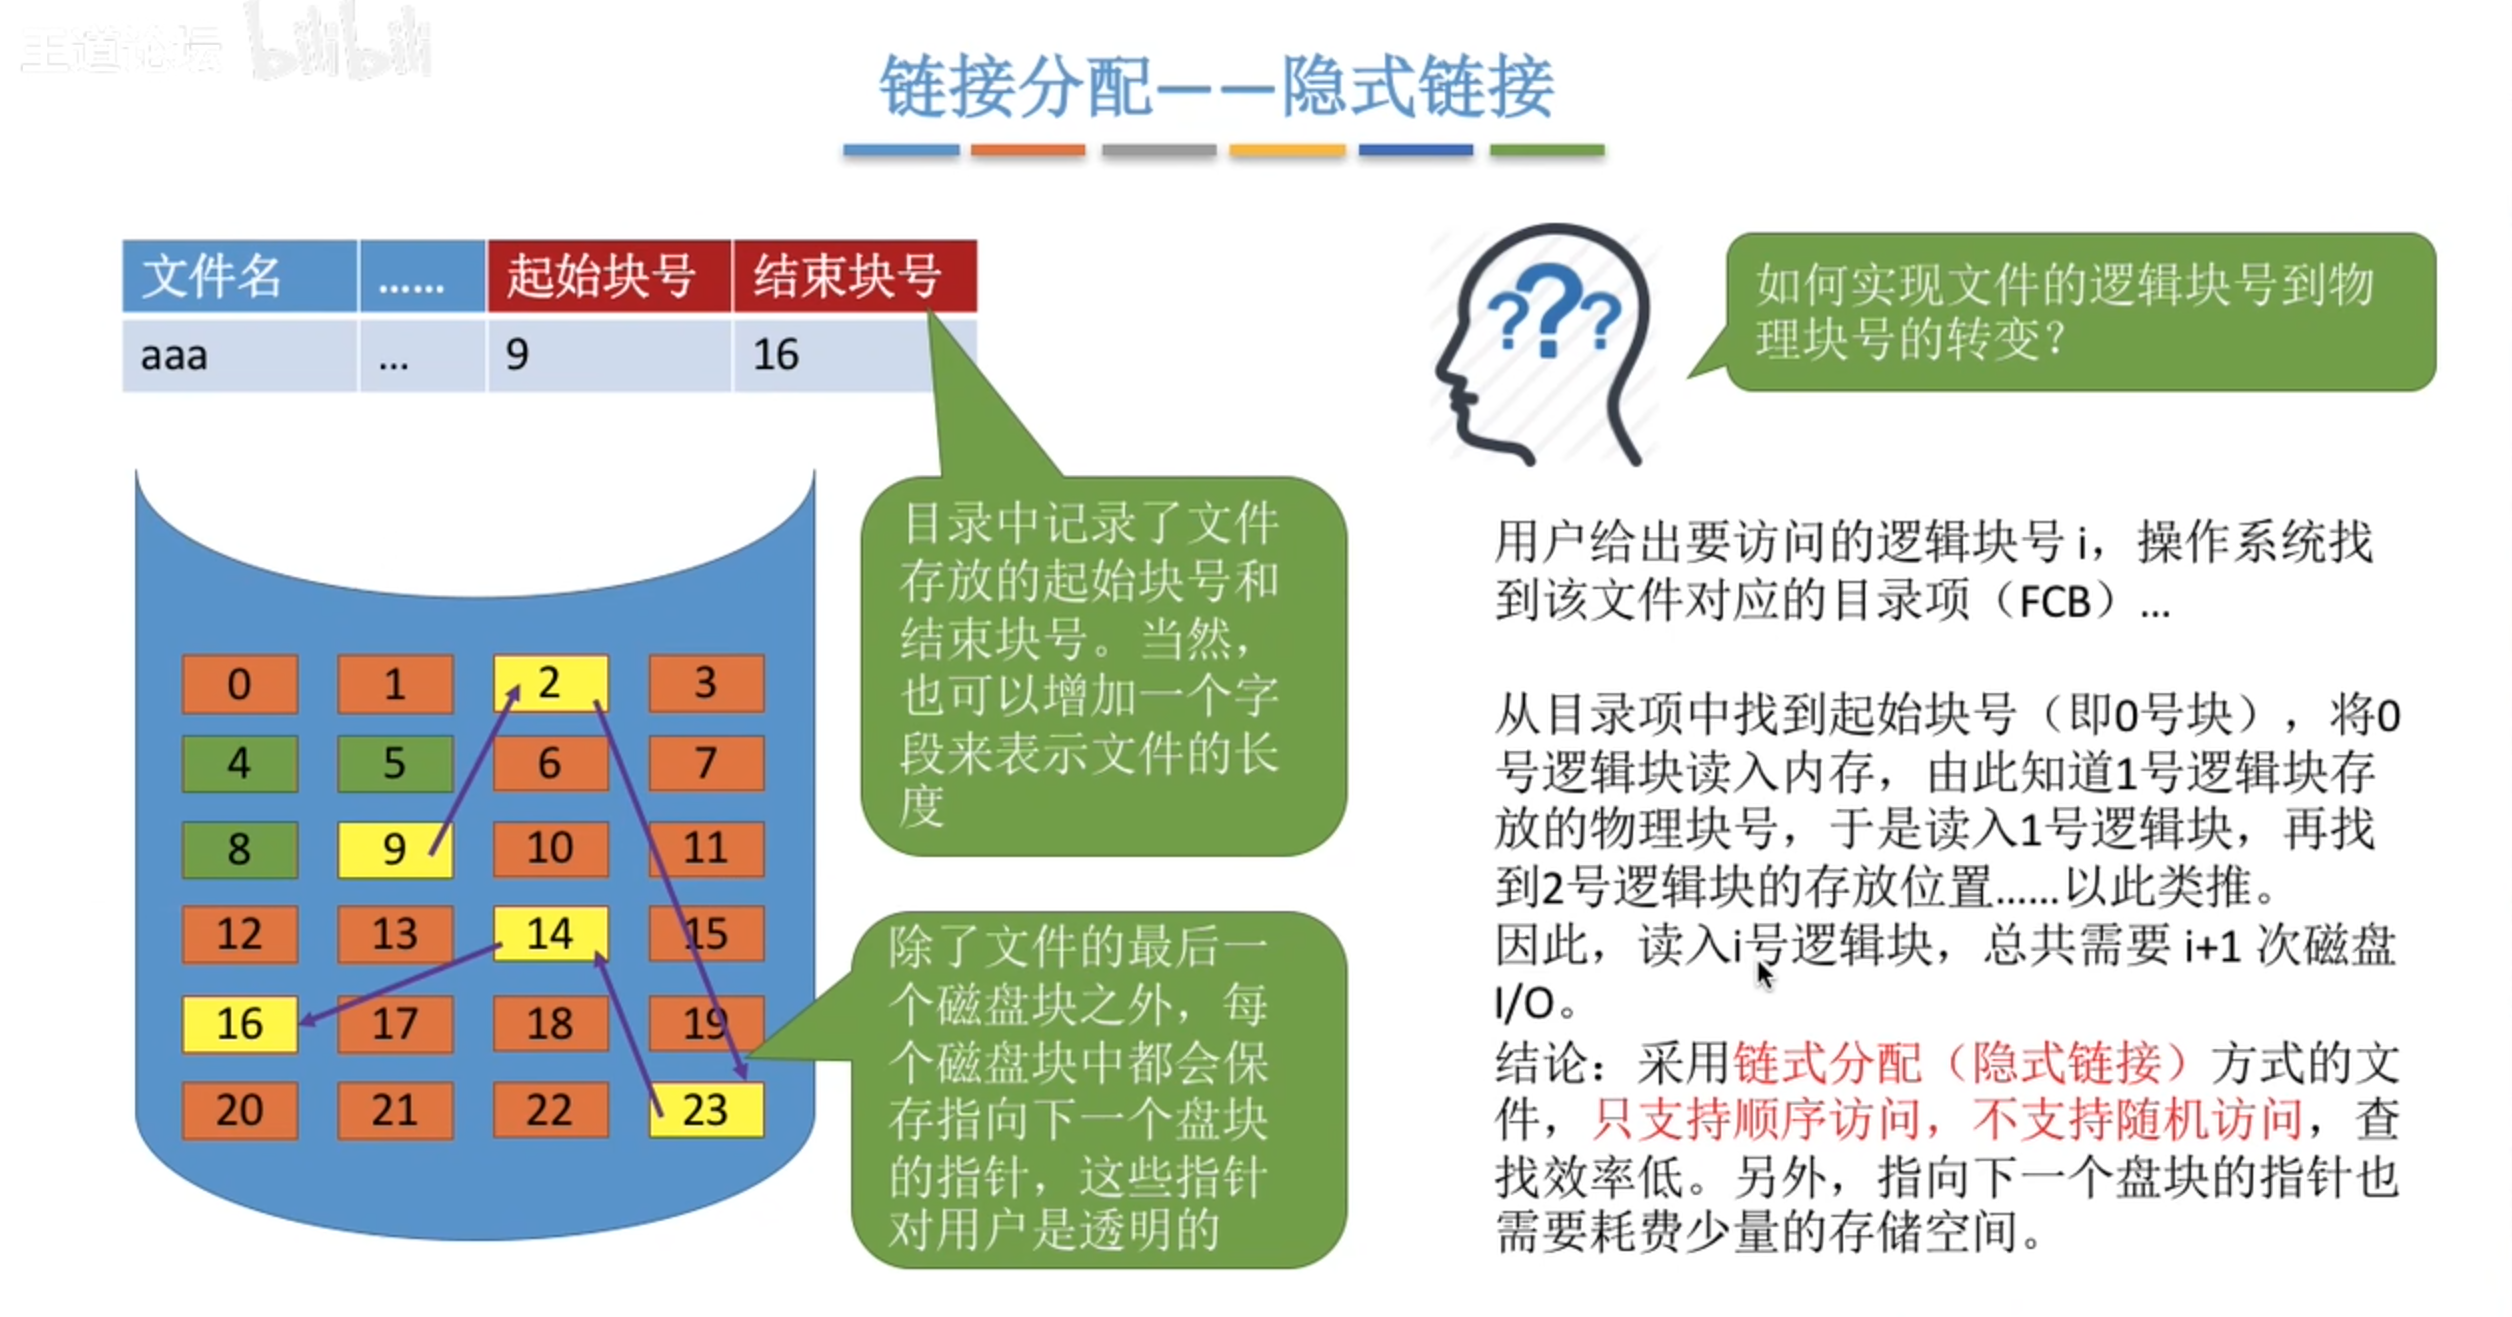 王道论坛 bilibili
链接分配——隐式链接
文件名 …… 起始块号 结束块号
aaa … 9 16
目录中记录了文件
存放的起始块号和
结束块号。当然，
也可以增加一个字
段来表示文件的长
度
0 1 2 3
4 5 6 7
8 9 10 11
12 13 14 15
16 17 18 19
20 21 22 23
除了文件的最后一
个磁盘块之外，每
个磁盘块中都会保
存指向下一个盘块
的指针，这些指针
对用户是透明的
? ? ?
如何实现文件的逻辑块号到物
理块号的转变？
用户给出要访问的逻辑块号 i，操作系统找
到该文件对应的目录项（FCB）…
从目录项中找到起始块号（即0号块），将0
号逻辑块读入内存，由此知道1号逻辑块存
放的物理块号，于是读入1号逻辑块，再找
到2号逻辑块的存放位置……以此类推。
因此，读入i号逻辑块，总共需要 i+1 次磁盘
I/O。
结论：采用链式分配（隐式链接）方式的文
件，只支持顺序访问，不支持随机访问，查
找效率低。另外，指向下一个盘块的指针也
需要耗费少量的存储空间。